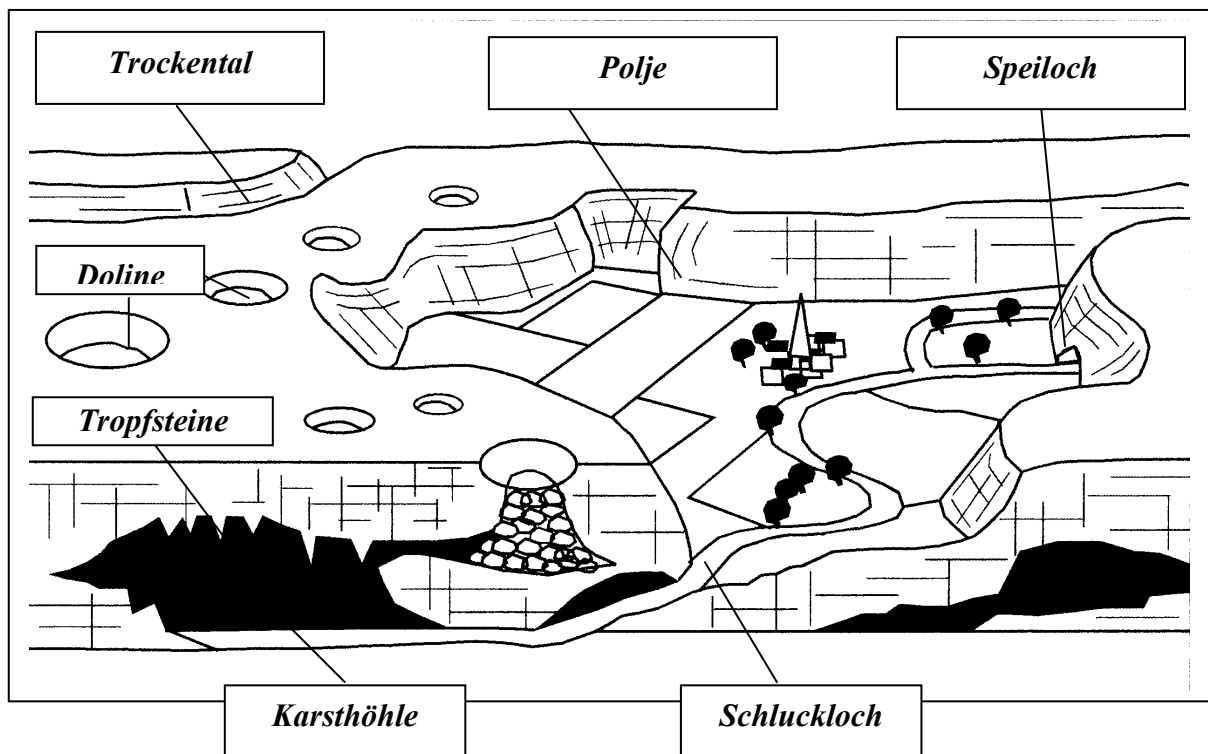 Trockental
Polje
Speiloch
Doline
Tropfsteine
Karsthöhle
Schluckloch